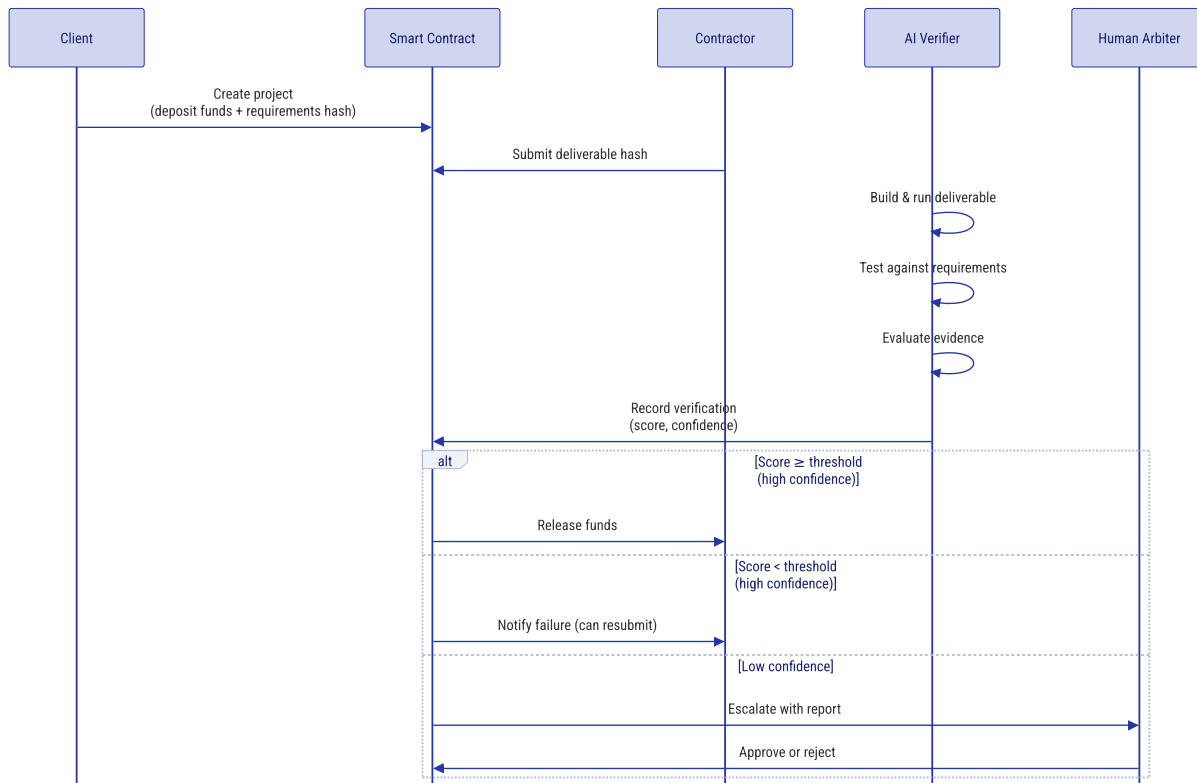 Client
Smart Contract
Contractor
AI Verifier
Human Arbiter
Create project
(deposit funds + requirements hash)
Submit deliverable hash
Build & run deliverable
Test against requirements
Evaluate evidence
Record verification
(score, confidence)
alt
[Score ≥ threshold
(high confidence)]
Release funds
[Score < threshold
(high confidence)]
Notify failure (can resubmit)
[Low confidence]
Escalate with report
Approve or reject